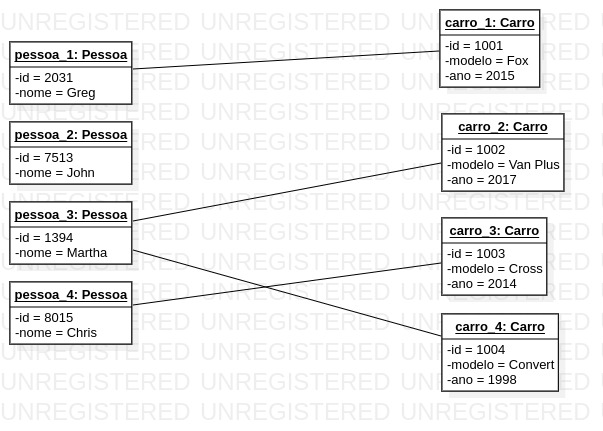 pessoa_1: Pessoa
-id = 2031
-nome = Greg
pessoa_2: Pessoa
-id = 7513
-nome = John
pessoa_3: Pessoa
-id = 1394
-nome = Martha
pessoa_4: Pessoa
-id = 8015
-nome = Chris
carro_1: Carro
-id = 1001
-modelo = Fox
-ano = 2015
carro_2: Carro
-id = 1002
-modelo = Van Plus
-ano = 2017
carro_3: Carro
-id = 1003
-modelo = Cross
-ano = 2014
carro_4: Carro
-id = 1004
-modelo = Convert
-ano = 1998
UNREGISTERED UNREGISTERED UNREGISTERED